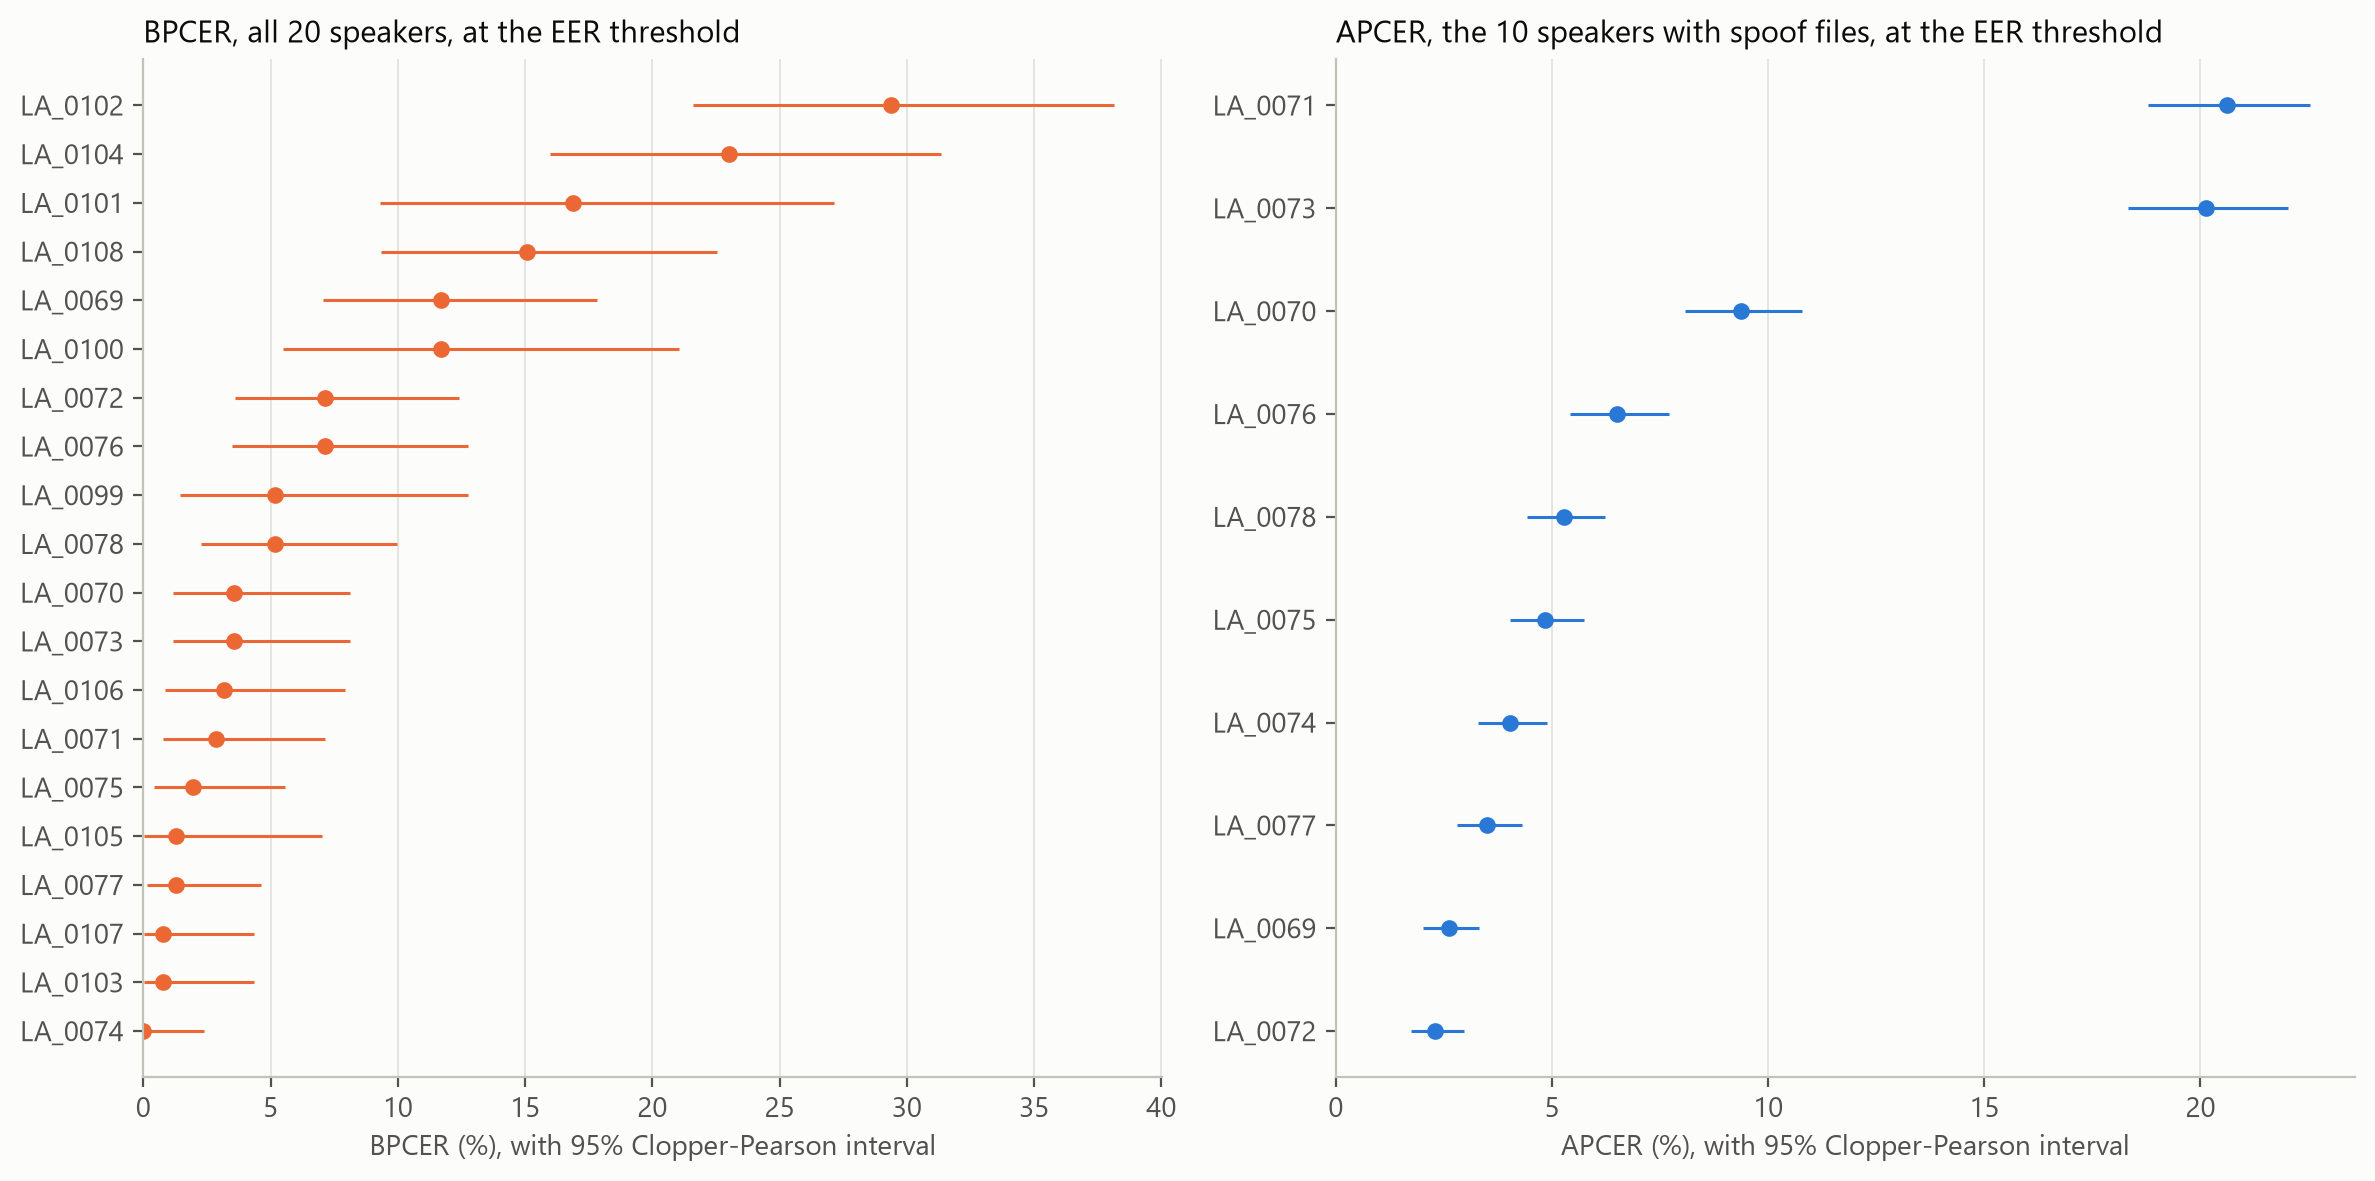 BPCER, all 20 speakers, at the EER threshold
LA_0102
LA_0104
LA_0101
LA_0108
LA_0069
LA_0100
LA_0072
LA_0076
LA_0099
LA_0078
LA_0070
LA_0073
LA_0106
LA_0071
LA_0075
LA_0105
LA_0077
LA_0107
LA_0103
LA_0074
0 5 10 15 20 25 30 35 40
BPCER (%), with 95% Clopper-Pearson interval
APCER, the 10 speakers with spoof files, at the EER threshold
LA_0071
LA_0073
LA_0070
LA_0076
LA_0078
LA_0075
LA_0074
LA_0077
LA_0069
LA_0072
0 5 10 15 20
APCER (%), with 95% Clopper-Pearson interval